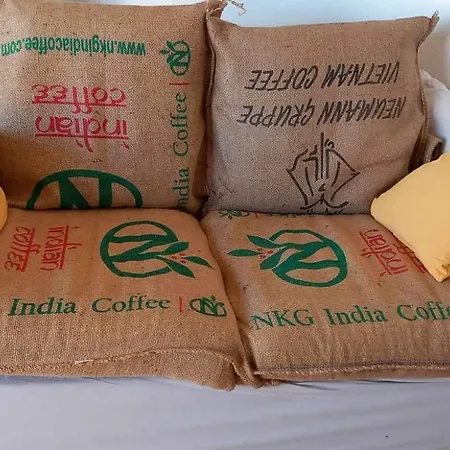 www.nkgindiacoffee.com
indian
coffee
India Coffee
N
NEUMANN GRUPPE
VIETNAM COFFEE
indian
coffee
N
India Coffee
N
N
indian
coffee
NKG India Coffe